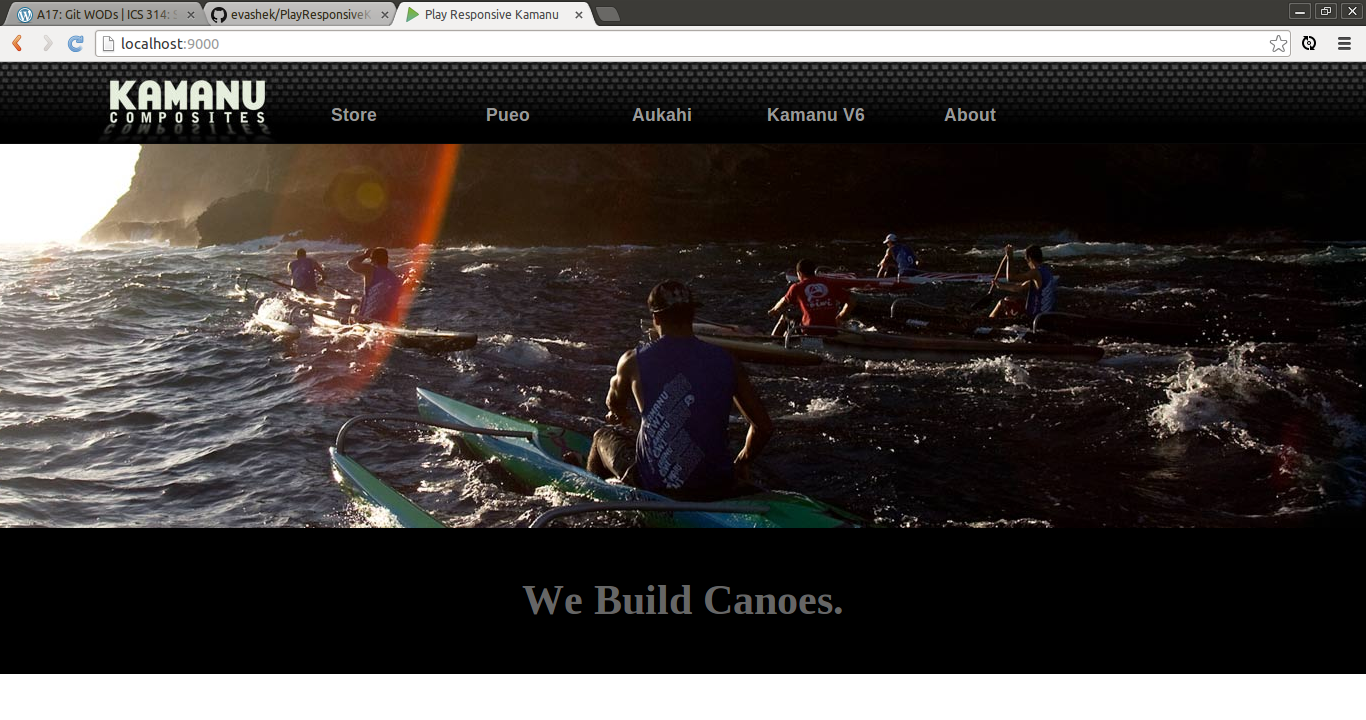 A17: Git WODs | ICS 314: S
evashek/PlayResponsiveK
Play Responsive Kamanu
localhost:9000
KAMANU
COMPOSITES
Store
Pueo
Aukahi
Kamanu V6
About
We Build Canoes.